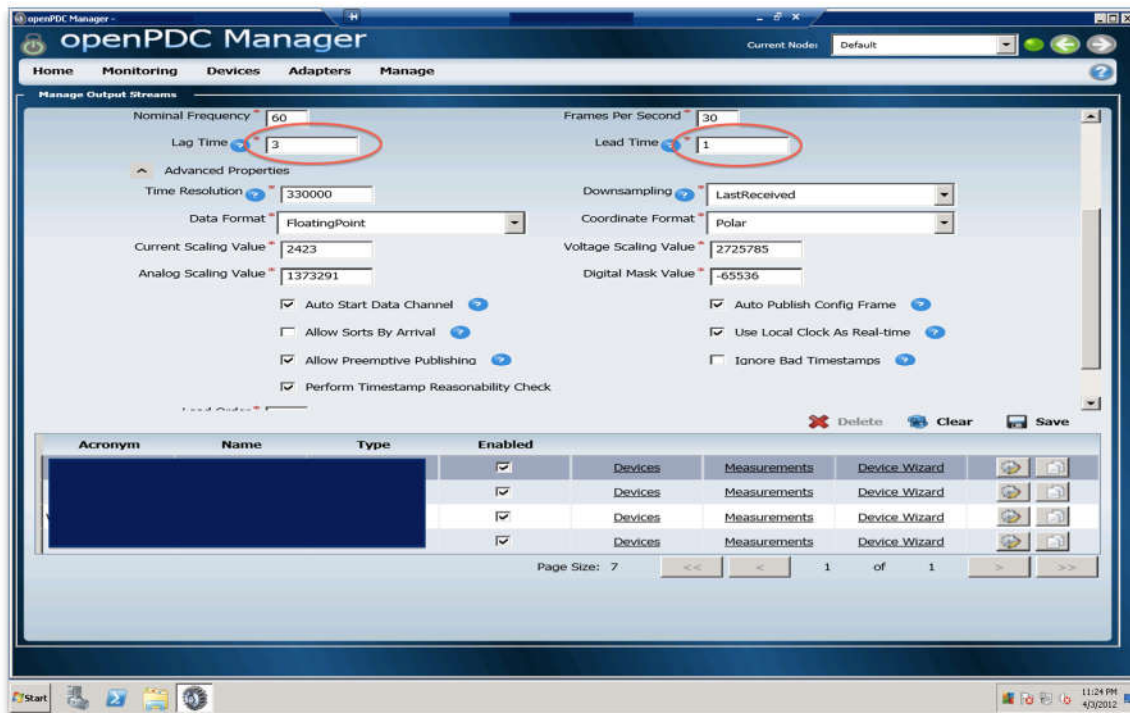 openPDC Manager -
openPDC Manager
Current Node:
Default
Home
Monitoring
Devices
Adapters
Manage
Manage Output Streams
Nominal Frequency *
60
Frames Per Second *
30
Lag Time *
3
Lead Time *
1
Advanced Properties
Time Resolution *
330000
Downsampling *
LastReceived
Data Format *
FloatingPoint
Coordinate Format *
Polar
Current Scaling Value *
2423
Voltage Scaling Value *
2725785
Analog Scaling Value *
1373291
Digital Mask Value *
-65536
Auto Start Data Channel
Auto Publish Config Frame
Allow Sorts By Arrival
Use Local Clock As Real-time
Allow Preemptive Publishing
Ignore Bad Timestamps
Perform Timestamp Reasonability Check
Delete
Clear
Save
Acronym
Name
Type
Enabled
Devices
Measurements
Device Wizard
Devices
Measurements
Device Wizard
Devices
Measurements
Device Wizard
Devices
Measurements
Device Wizard
Page Size: 7
<<
<
1
of
1
>
>>
Start
11:24 PM
4/3/2012